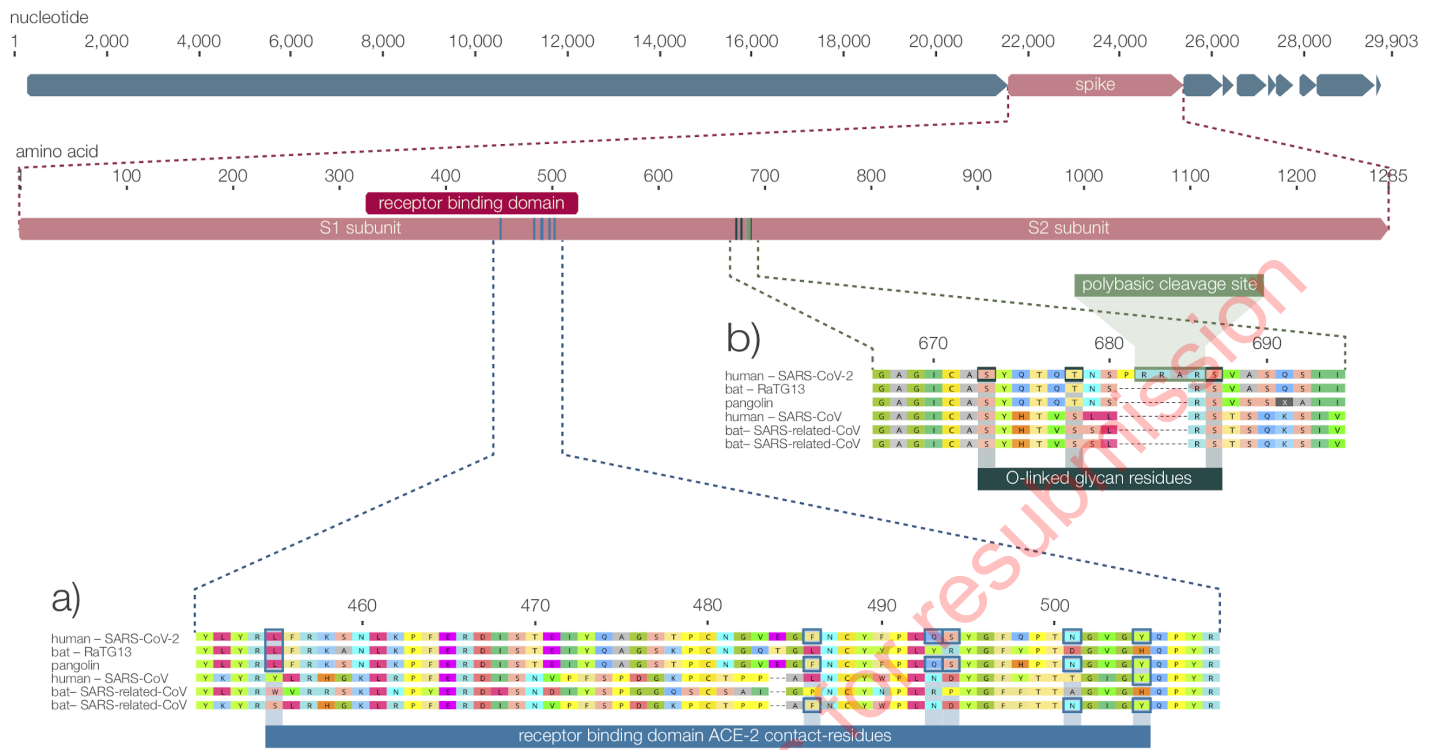 nucleotide
1 2,000 4,000 6,000 8,000 10,000 12,000 14,000 16,000 18,000 20,000 22,000 24,000 26,000 28,000 29,903
spike
amino acid
100 200 300 400 500 600 700 800 900 1000 1100 1200
receptor binding domain
S1 subunit S2 subunit
polybasic cleavage site
b)
670 680 690
human – SARS-CoV-2 G A G I C A S Y Q T Q T N S P R R A R S V A S Q S I I
bat – RaTG13 G A G I C A S Y Q T Q T N S - - - - R S V A S Q S I I
pangolin G A G I C A S Y Q T Q T N S - - - - R S V S S X A I I
human – SARS-CoV G A G I C A S Y H T V S L L - - - - R S T S Q K S I V
bat– SARS-related-CoV G A G I C A S Y H T V S S L - - - - R S T S Q K S I V
bat– SARS-related-CoV G A G I C A S Y H T V S S L - - - - R S T S Q K S I V
O-linked glycan residues
a)
460 470 480 490 500
human – SARS-CoV-2 Y L Y R L F R K S N L K P F E R D I S T E I Y Q A G S T P C N G V E G F N C Y F P L Q S Y G F Q P T N G V G Y Q P Y R
bat – RaTG13 Y L Y R L F R K A N L K P F E R D I S T E I Y Q A G S K P C N G Q T G L N C Y Y P L Y R Y G F Y P T D G V G H Q P Y R
pangolin Y L Y R L F R K S N L K P F E R D I S T E I Y Q A G S T P C N G V E G F N C Y F P L Q S Y G F H P T N G V G Y Q P Y R
human – SARS-CoV Y K Y R Y L R H G K L R P F E R D I S N V P F S P D G K P C T P P - - A L N C Y W P L N D Y G F Y T T T G I G Y Q P Y R
bat– SARS-related-CoV Y L Y R W V R R S K L N P Y E R D L S N D I Y S P G G Q S C S A I - - G P N C Y N P L R P Y G F F T T A G V G H Q P Y R
bat– SARS-related-CoV Y K Y R S L R H G K L R P F E R D I S N V P F S P D G K P C T P P - - A F N C Y W P L N D Y G F F T T N G I G Y Q P Y R
receptor binding domain ACE-2 contact-residues
for resubmission